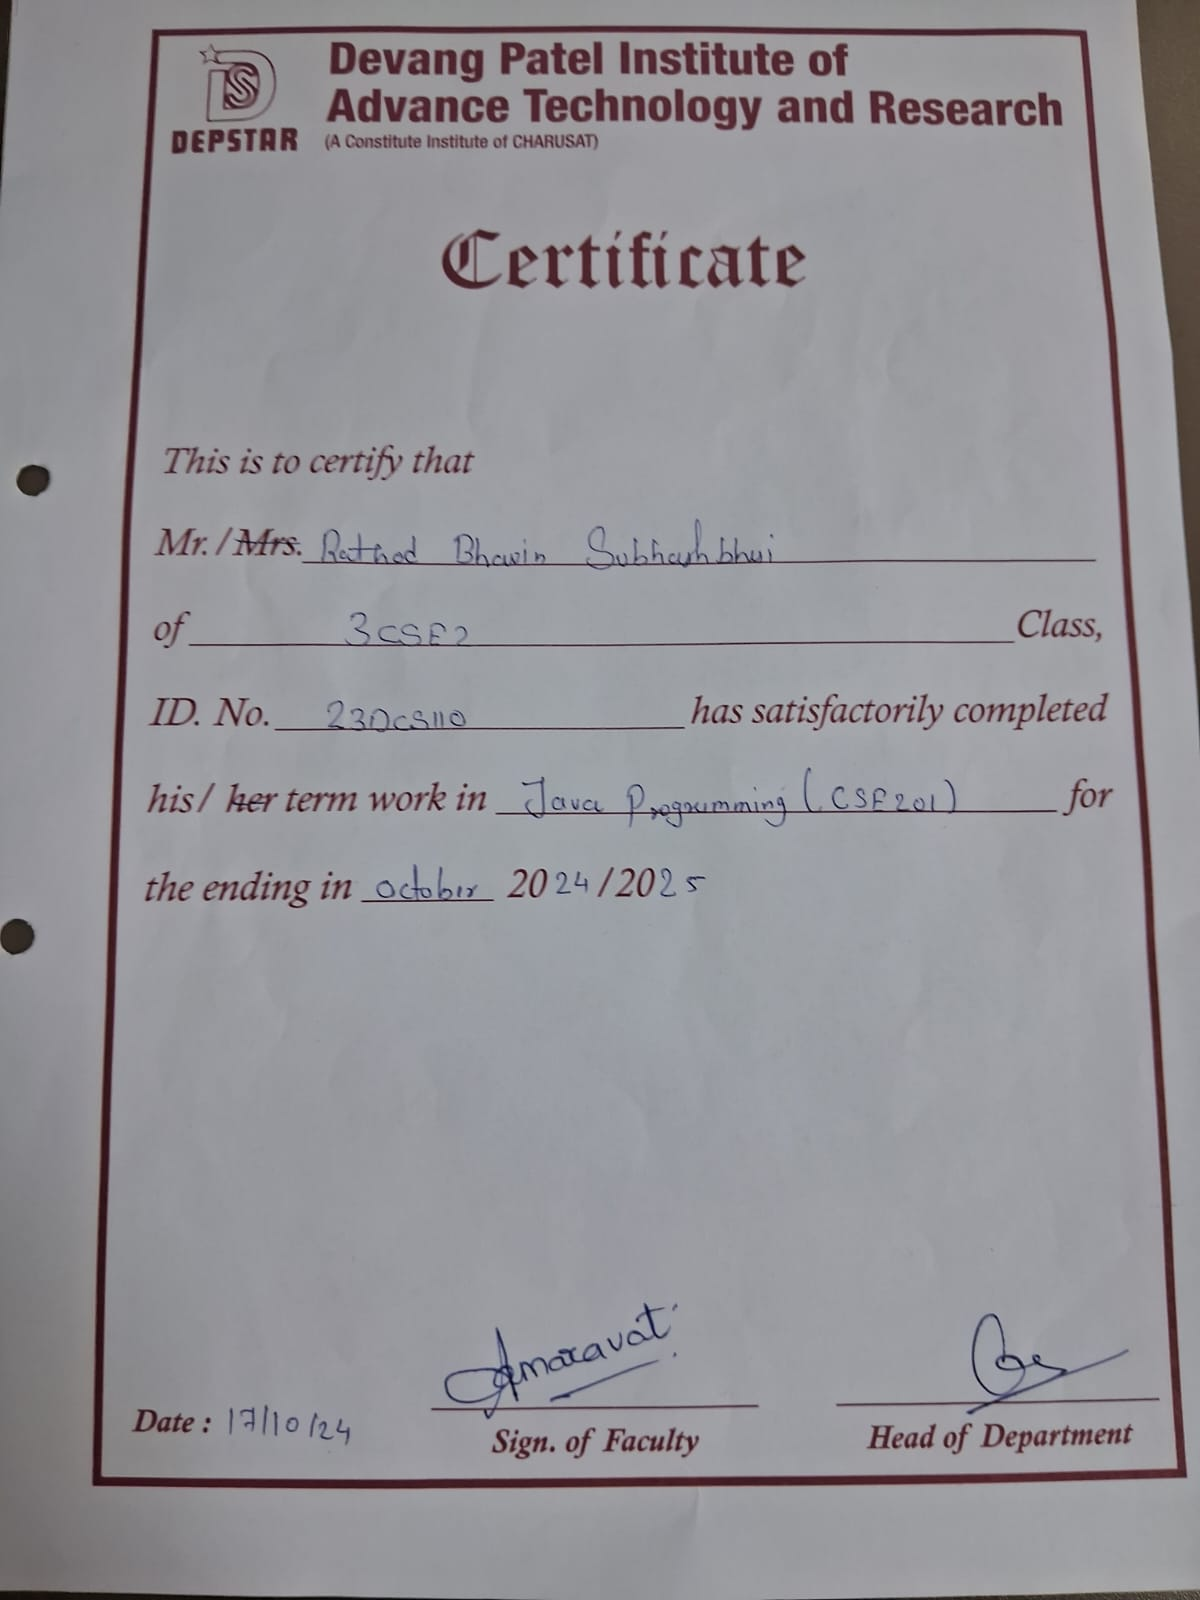 Devang Patel Institute of
Advance Technology and Research
DEPSTAR (A Constitute Institute of CHARUSAT)
Certificate
This is to certify that
Mr. / Mrs. Rathod Bhavin Subhashbhai
of 3CSE2 Class,
ID. No. 23DCS110 has satisfactorily completed
his / her term work in Java Programming (CSE201) for
the ending in October 2024/2025
Amaravati
Date : 17/10/24
Sign. of Faculty Head of Department